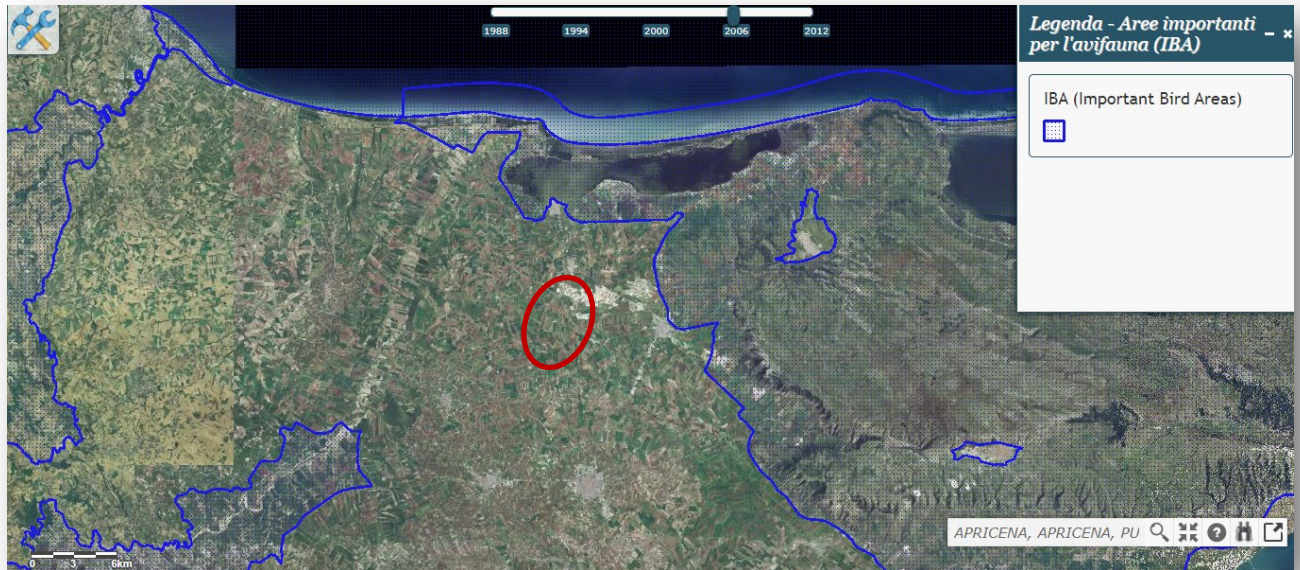 1988 1994 2000 2006 2012
Legenda - Aree importanti
per l'avifauna (IBA)
IBA (Important Bird Areas)
APRICENA, APRICENA, PU
0 3 6km